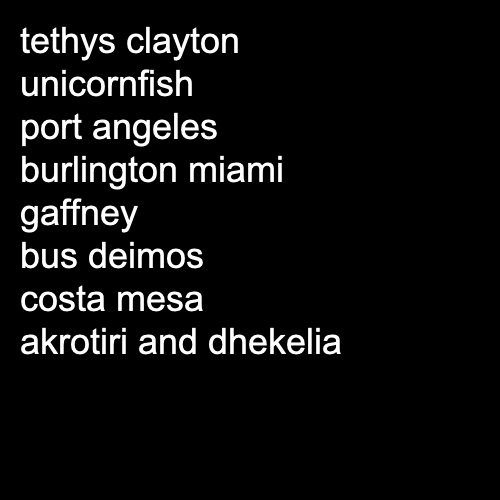 tethys clayton
unicornfish
port angeles
burlington miami
gaffney
bus deimos
costa mesa
akrotiri and dhekelia